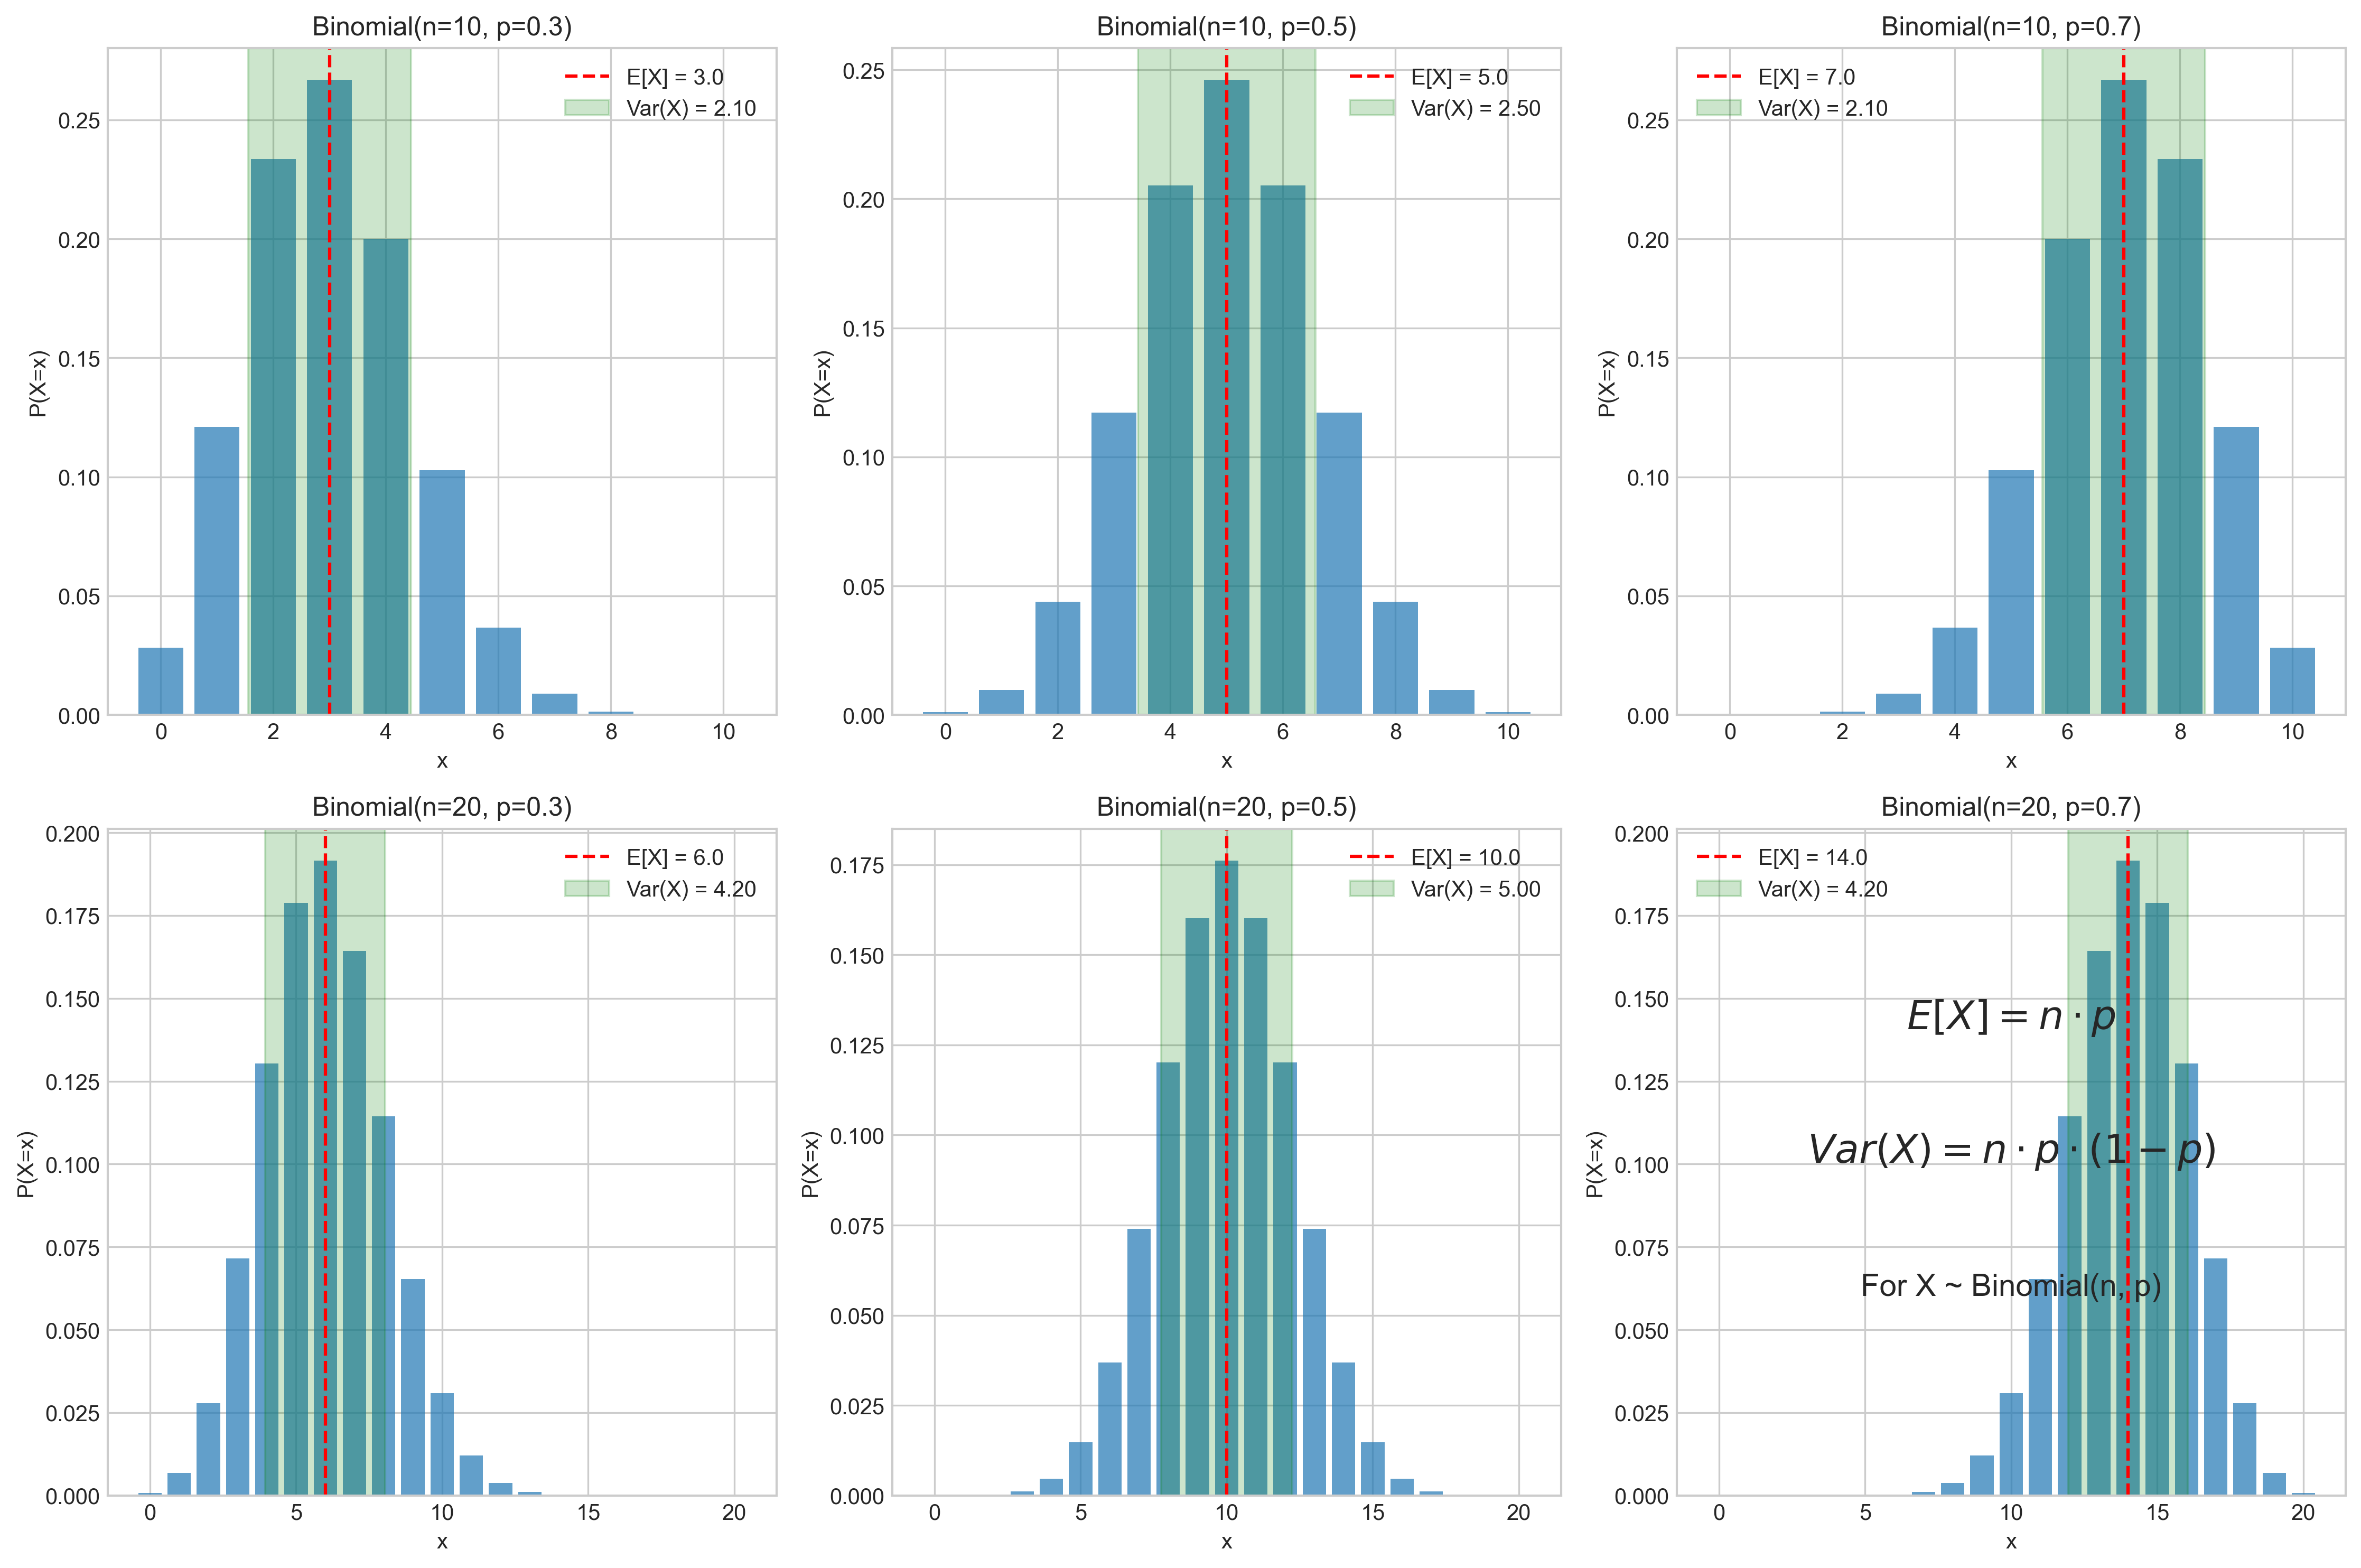 Binomial(n=10, p=0.3)
E[X] = 3.0
Var(X) = 2.10
P(X=x)
0.25
0.20
0.15
0.10
0.05
0.00
0 2 4 6 8 10
x
Binomial(n=10, p=0.5)
E[X] = 5.0
Var(X) = 2.50
P(X=x)
0.25
0.20
0.15
0.10
0.05
0.00
0 2 4 6 8 10
x
Binomial(n=10, p=0.7)
E[X] = 7.0
Var(X) = 2.10
P(X=x)
0.25
0.20
0.15
0.10
0.05
0.00
0 2 4 6 8 10
x
Binomial(n=20, p=0.3)
E[X] = 6.0
Var(X) = 4.20
P(X=x)
0.200
0.175
0.150
0.125
0.100
0.075
0.050
0.025
0.000
0 5 10 15 20
x
Binomial(n=20, p=0.5)
E[X] = 10.0
Var(X) = 5.00
P(X=x)
0.175
0.150
0.125
0.100
0.075
0.050
0.025
0.000
0 5 10 15 20
x
Binomial(n=20, p=0.7)
E[X] = 14.0
Var(X) = 4.20
P(X=x)
0.200
0.175
0.150
0.125
0.100
0.075
0.050
0.025
0.000
E[X] = n · p
Var(X) = n · p · (1 − p)
For X ~ Binomial(n, p)
0 5 10 15 20
x